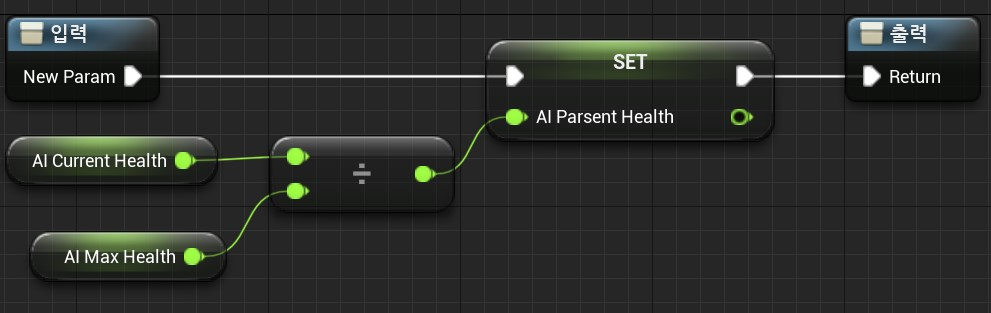 입력
New Param
SET
출력
Return
AI Parsent Health
AI Current Health
÷
AI Max Health